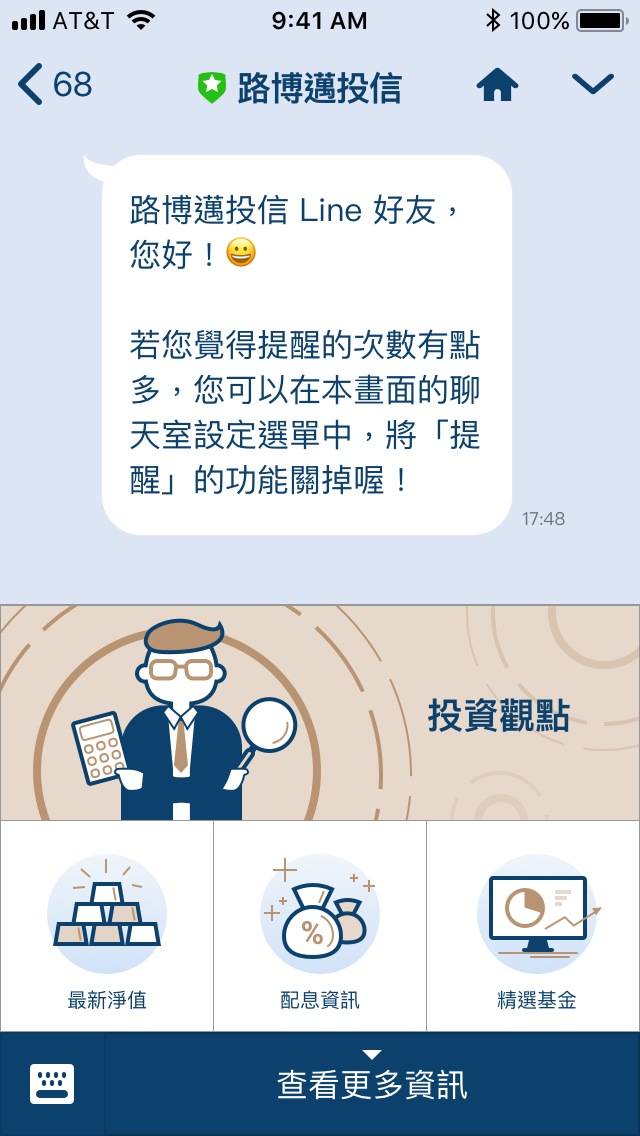 AT&T 9:41 AM 100%
68 路博邁投信
路博邁投信 Line 好友，
您好！😀
若您覺得提醒的次數有點
多，您可以在本畫面的聊
天室設定選單中，將「提
醒」的功能關掉喔！
17:48
投資觀點
%
最新淨值 配息資訊 精選基金
查看更多資訊